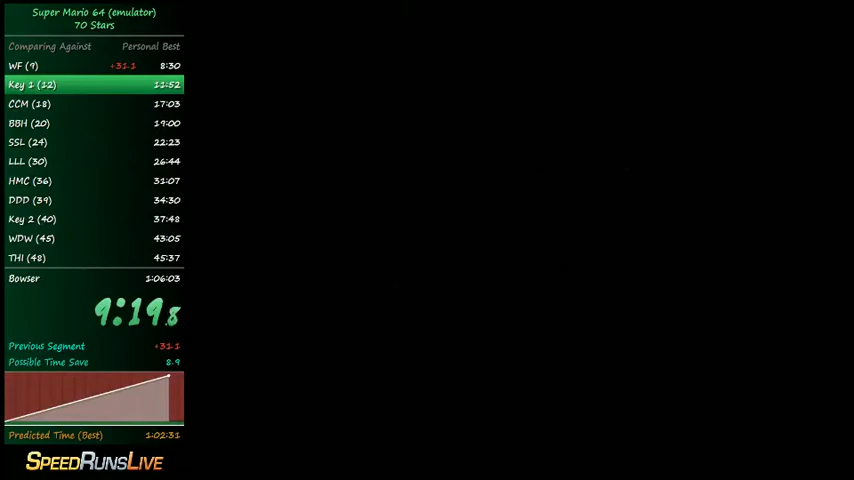 Super Mario 64 (emulator)
70 Stars
Comparing Against Personal Best
WF (9) +31.1 8:30
Key 1 (12) 11:52
CCM (18) 17:03
BBH (20) 19:00
SSL (24) 22:23
LLL (30) 26:44
HMC (36) 31:07
DDD (39) 34:30
Key 2 (40) 37:48
WDW (45) 43:05
THI (48) 45:37
Bowser 1:06:03
9:19.8
Previous Segment +31.1
Possible Time Save 8.9
Predicted Time (Best) 1:02:31
SPEEDRUNSLIVE